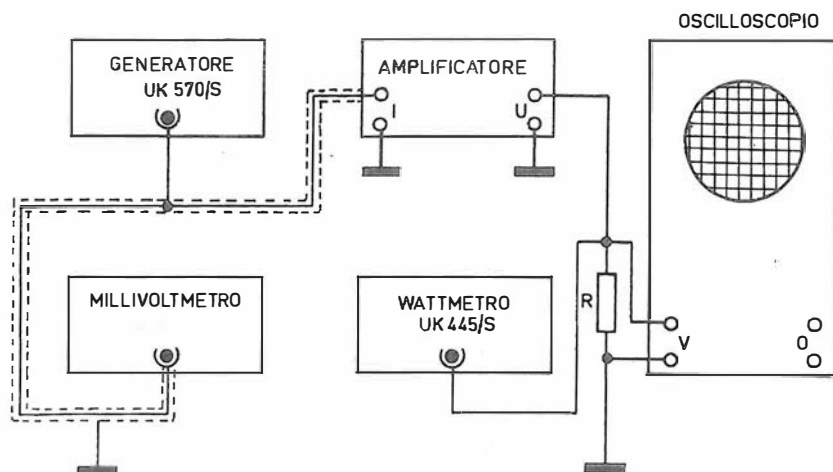 OSCILLOSCOPIO
GENERATORE
UK 570/S
AMPLIFICATORE
I
U
MILLIVOLTMETRO
WATTMETRO
UK 445/S
R
V
O